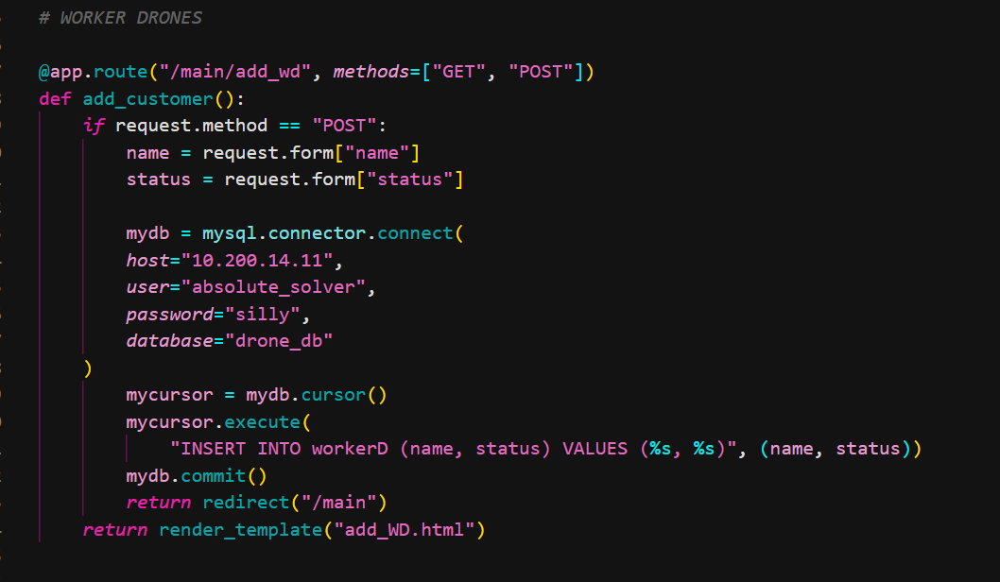 # WORKER DRONES
@app.route("/main/add_wd", methods=["GET", "POST"])
def add_customer():
    if request.method == "POST":
        name = request.form["name"]
        status = request.form["status"]
        mydb = mysql.connector.connect(
        host="10.200.14.11",
        user="absolute_solver",
        password="silly",
        database="drone_db"
    )
        mycursor = mydb.cursor()
        mycursor.execute(
            "INSERT INTO workerD (name, status) VALUES (%s, %s)", (name, status))
        mydb.commit()
        return redirect("/main")
    return render_template("add_WD.html")